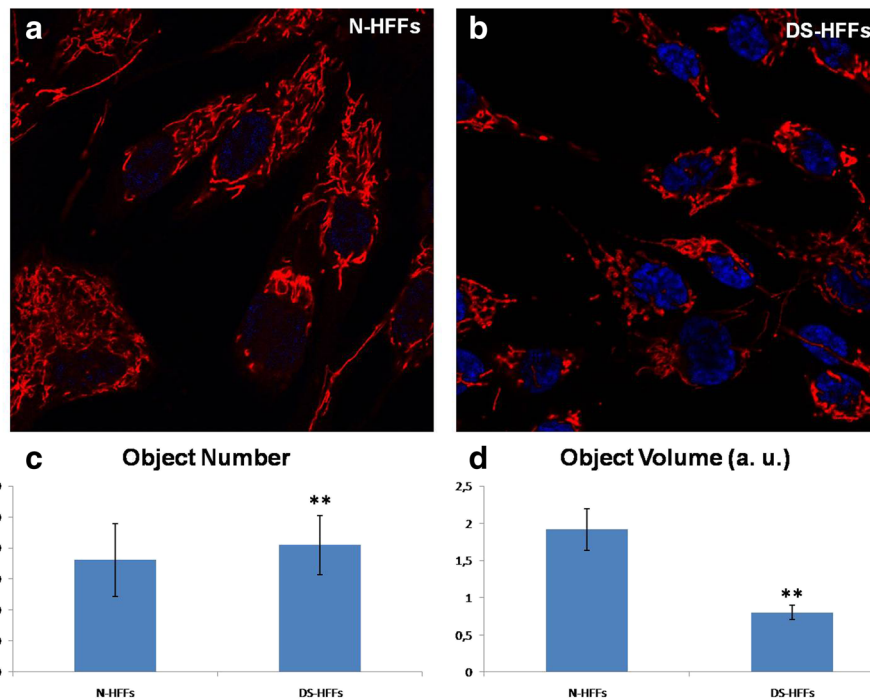 a N-HFFs
b DS-HFFs
c Object Number
**
N-HFFs DS-HFFs
d Object Volume (a. u.)
2,5
2
1,5
1
0,5
0
**
N-HFFs DS-HFFs